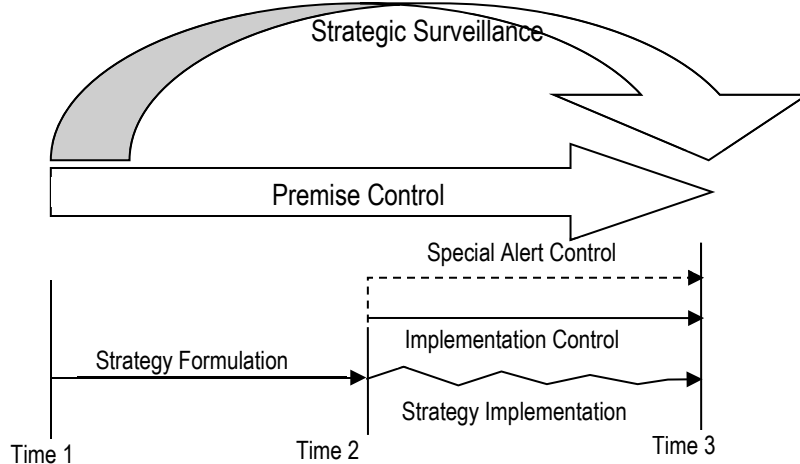 Strategic Surveillance
Premise Control
Special Alert Control
Implementation Control
Strategy Formulation
Strategy Implementation
Time 1
Time 2
Time 3